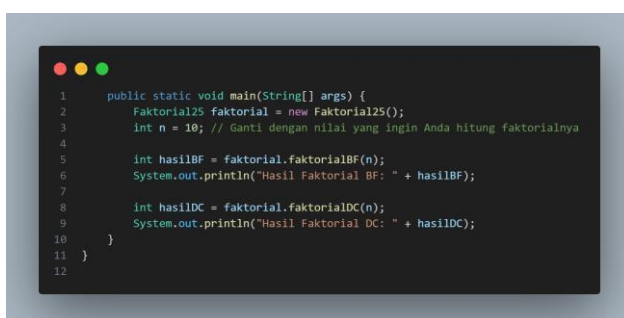 1 public static void main(String[] args) {
2 Faktorial25 faktorial = new Faktorial25();
3 int n = 10; // Ganti dengan nilai yang ingin Anda hitung faktorialnya
4
5 int hasilBF = faktorial.faktorialBF(n);
6 System.out.println("Hasil Faktorial BF: " + hasilBF);
7
8 int hasilDC = faktorial.faktorialDC(n);
9 System.out.println("Hasil Faktorial DC: " + hasilDC);
10 }
11 }
12